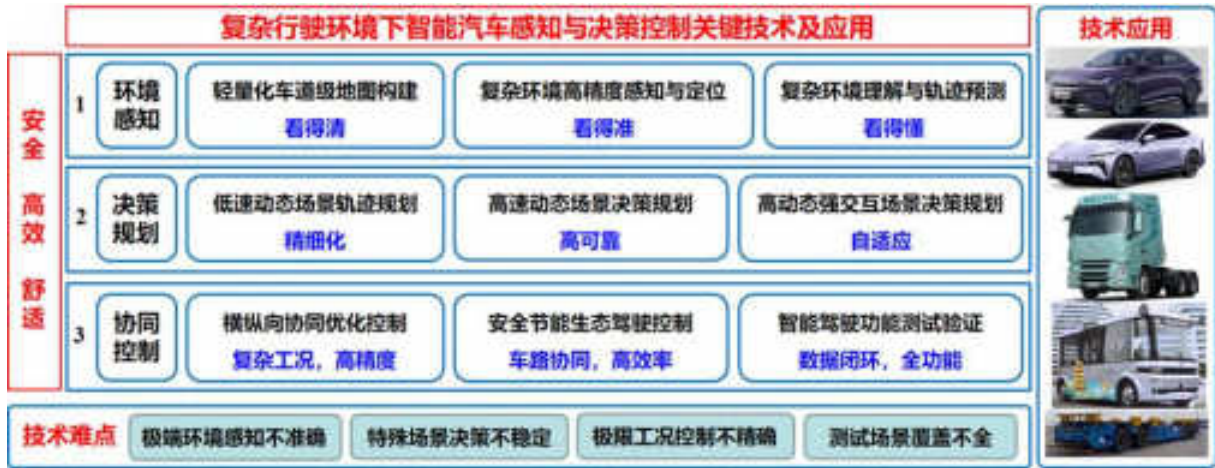 复杂行驶环境下智能汽车感知与决策控制关键技术及应用
技术应用
安全 高效 舒适
1
环境感知
轻量化车道级地图构建
看得清
复杂环境高精度感知与定位
看得准
复杂环境理解与轨迹预测
看得懂
2
决策规划
低速动态场景轨迹规划
精细化
高速动态场景决策规划
高可靠
高动态强交互场景决策规划
自适应
3
协同控制
横纵向协同优化控制
复杂工况，高精度
安全节能生态驾驶控制
车路协同，高效率
智能驾驶功能测试验证
数据闭环，全功能
技术难点
极端环境感知不准确
特殊场景决策不稳定
极限工况控制不精确
测试场景覆盖不全